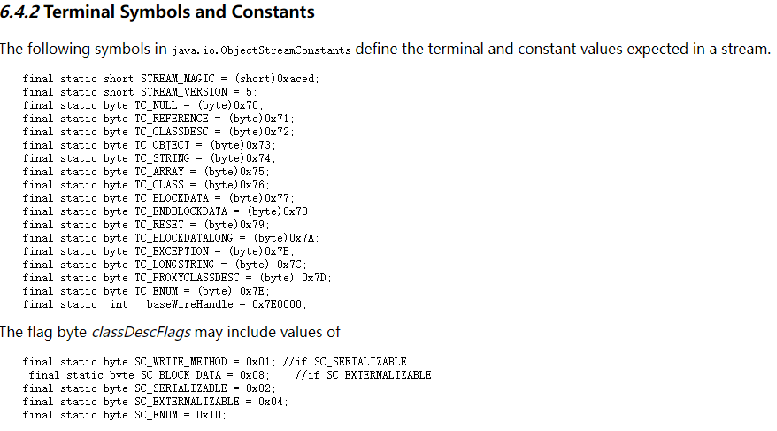 6.4.2 Terminal Symbols and Constants
The following symbols in java.io.ObjectStreamConstants define the terminal and constant values expected in a stream.
final static short STREAM_MAGIC = (short)0xaced;
final static short STREAM_VERSION = 5;
final static byte TC_NULL = (byte)0x70;
final static byte TC_REFERENCE = (byte)0x71;
final static byte TC_CLASSDESC = (byte)0x72;
final static byte TC_OBJECT = (byte)0x73;
final static byte TC_STRING = (byte)0x74;
final static byte TC_ARRAY = (byte)0x75;
final static byte TC_CLASS = (byte)0x76;
final static byte TC_BLOCKDATA = (byte)0x77;
final static byte TC_ENDBLOCKDATA = (byte)0x78
final static byte TC_RESET = (byte)0x79;
final static byte TC_BLOCKDATALONG = (byte)0x7A;
final static byte TC_EXCEPTION = (byte)0x7B;
final static byte TC_LONGSTRING = (byte) 0x7C;
final static byte TC_PROXYCLASSDESC = (byte) 0x7D;
final static byte TC_ENUM = (byte) 0x7E;
final static int baseWireHandle = 0x7E0000;
The flag byte classDescFlags may include values of
final static byte SC_WRITE_METHOD = 0x01; //if SC_SERIALIZABLE
final static byte SC_BLOCK_DATA = 0x08; //if SC_EXTERNALIZABLE
final static byte SC_SERIALIZABLE = 0x02;
final static byte SC_EXTERNALIZABLE = 0x04;
final static byte SC_ENUM = 0x10;